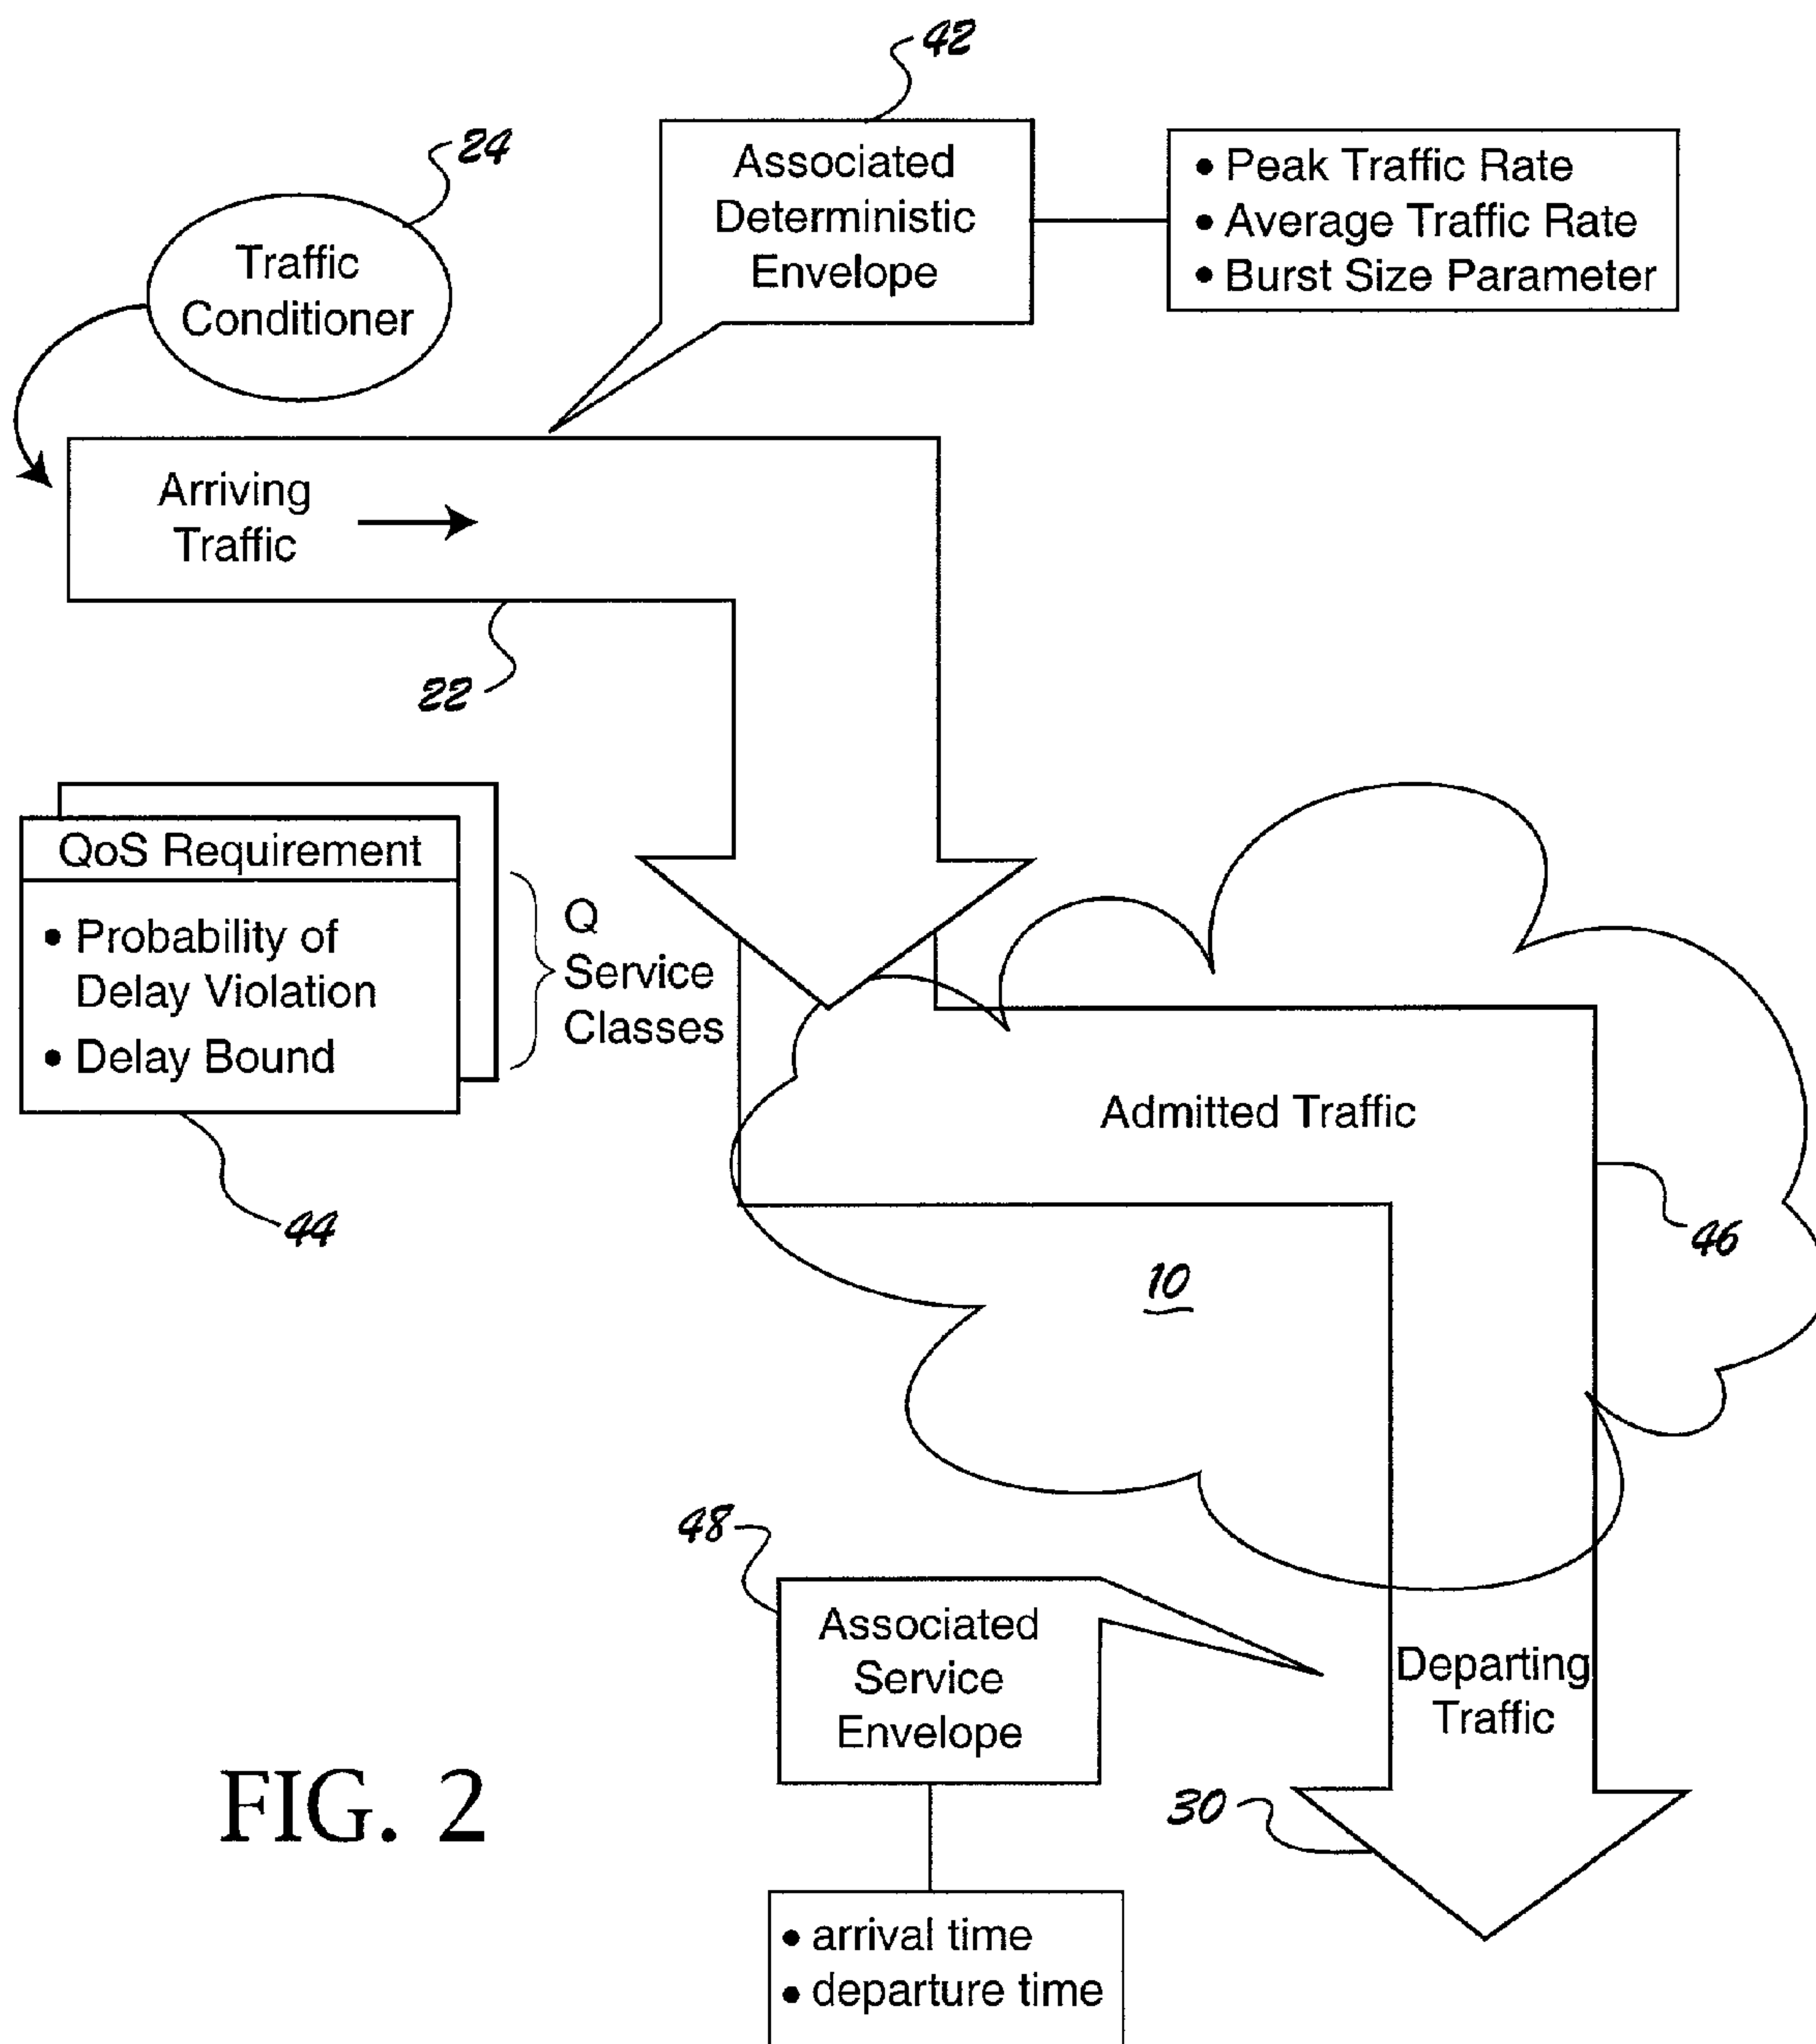 42
24
Associated
Deterministic
Envelope
• Peak Traffic Rate
• Average Traffic Rate
• Burst Size Parameter
Traffic
Conditioner
Arriving
Traffic
22
QoS Requirement
• Probability of
Delay Violation
• Delay Bound
Q
Service
Classes
44
Admitted Traffic
46
10
48
Associated
Service
Envelope
Departing
Traffic
30
• arrival time
• departure time
FIG. 2